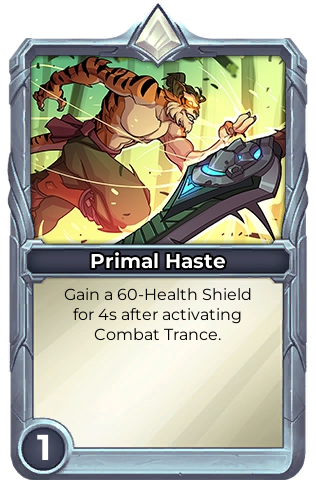 Primal Haste
Gain a 60-Health Shield
for 4s after activating
Combat Trance.
1